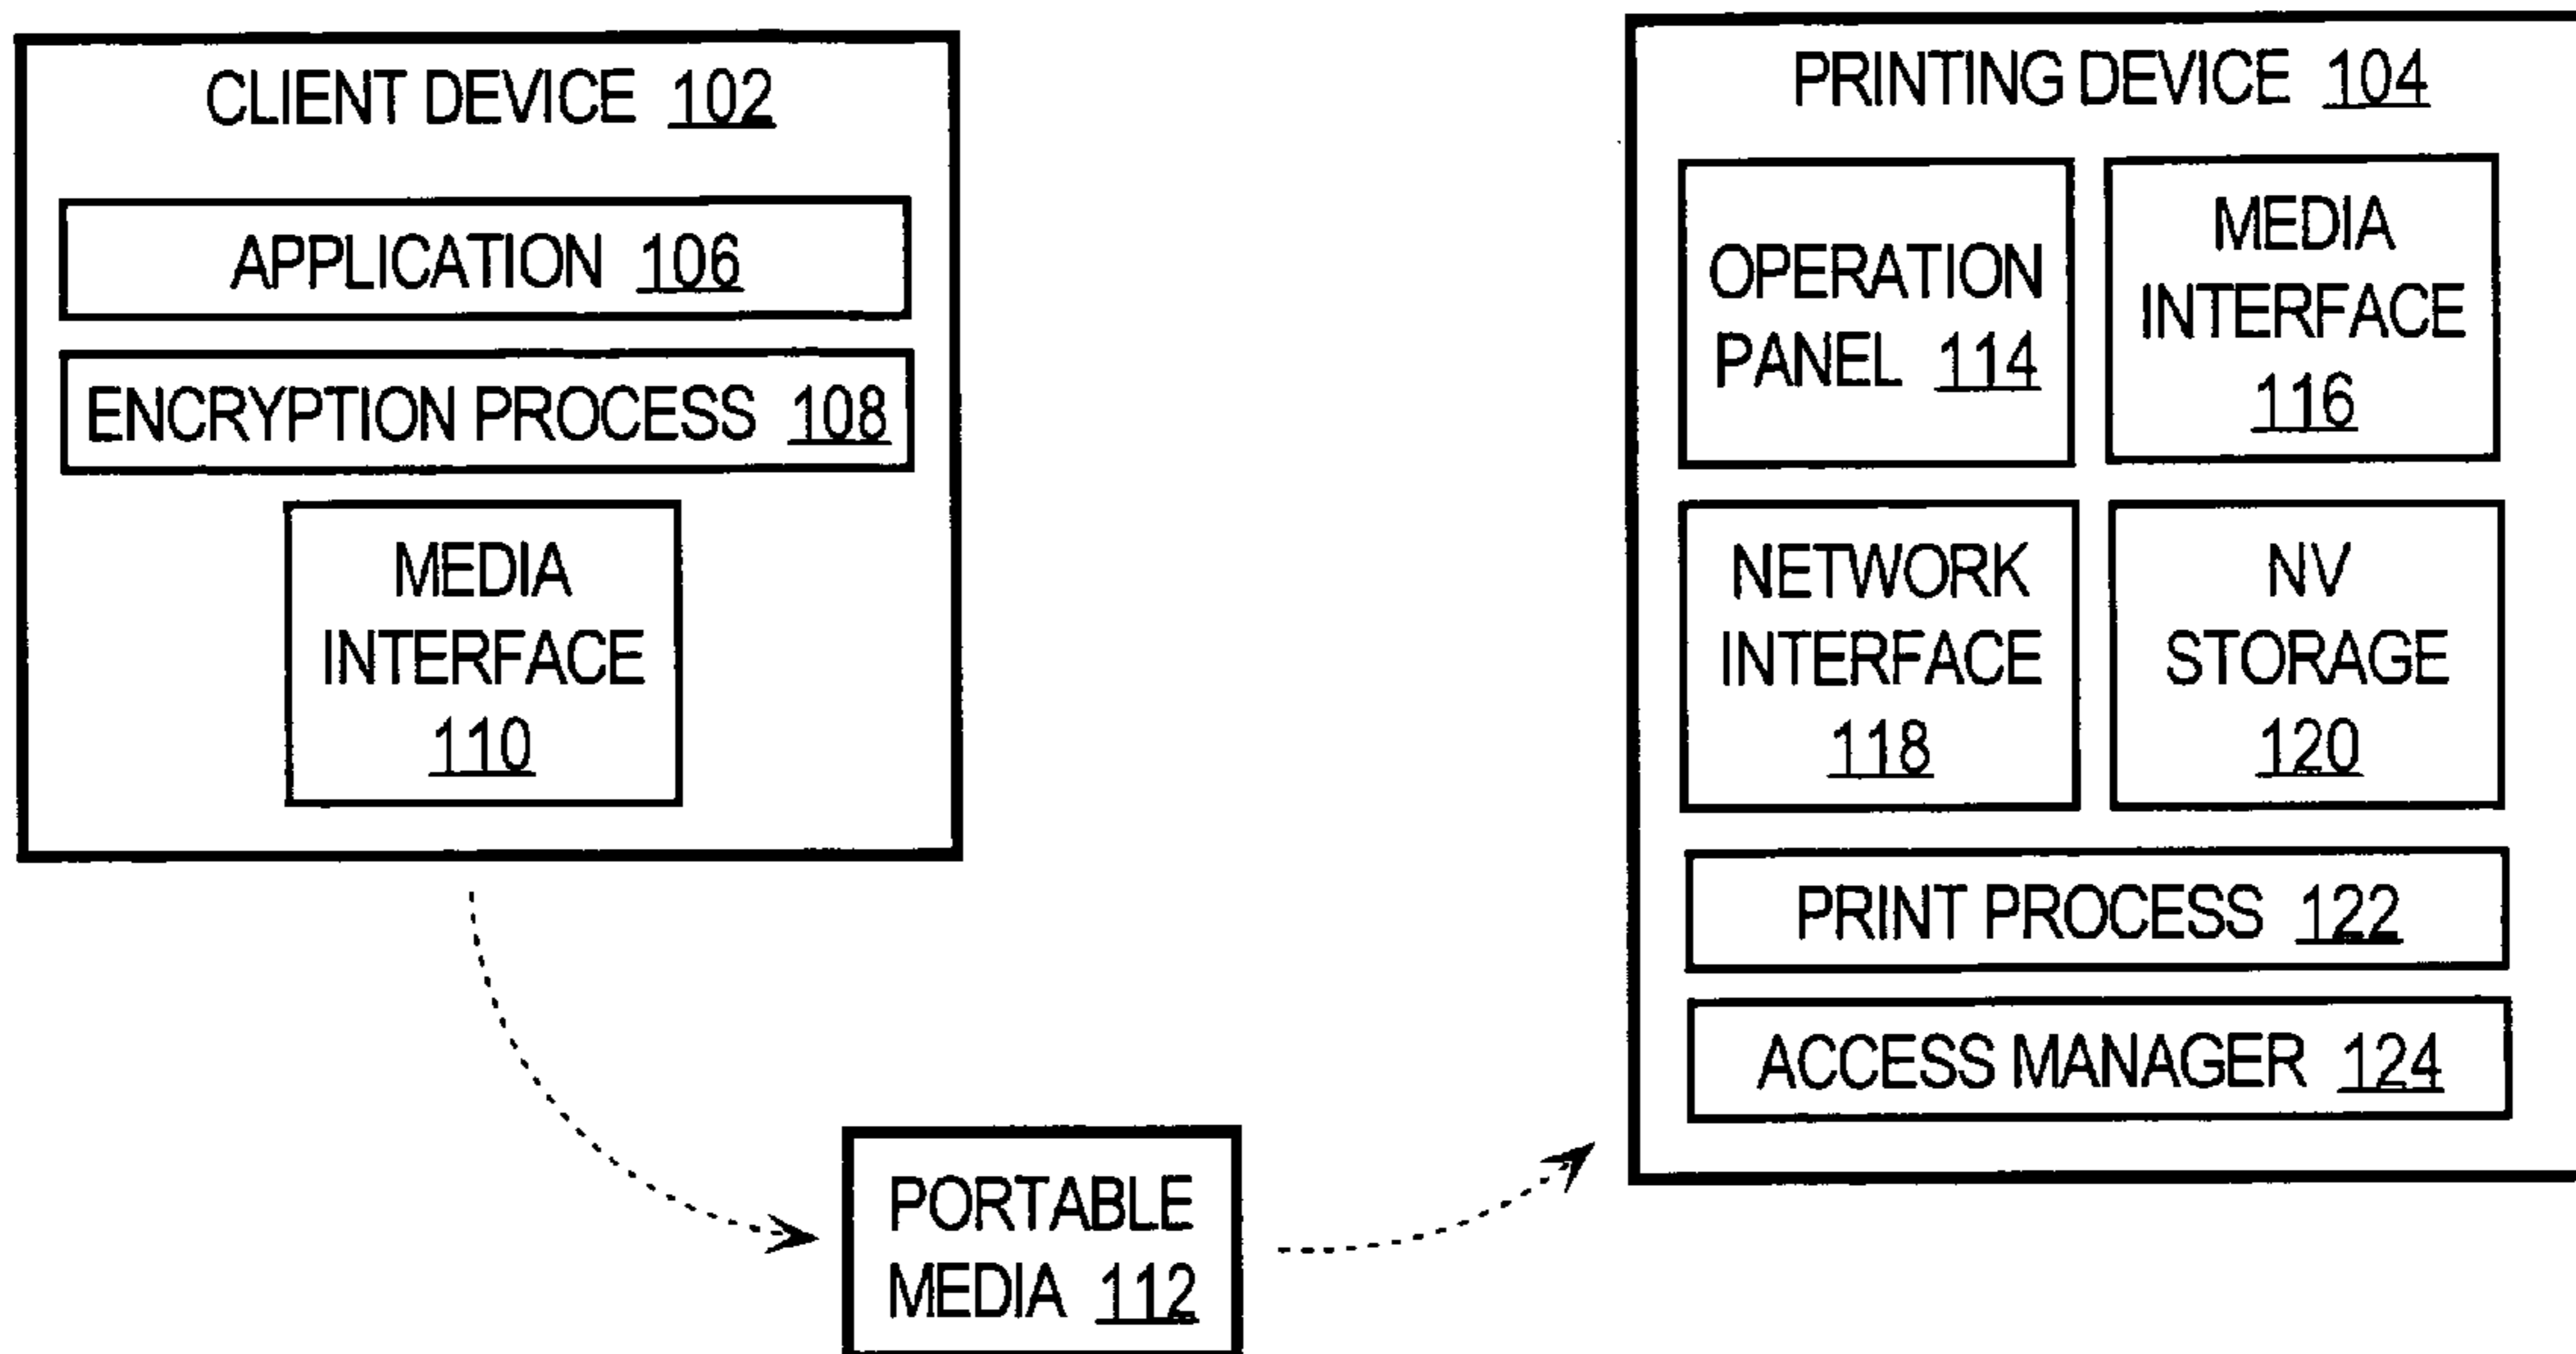 CLIENT DEVICE 102
APPLICATION 106
ENCRYPTION PROCESS 108
MEDIA
INTERFACE
110
PORTABLE
MEDIA 112
PRINTING DEVICE 104
OPERATION
PANEL 114
MEDIA
INTERFACE
116
NETWORK
INTERFACE
118
NV
STORAGE
120
PRINT PROCESS 122
ACCESS MANAGER 124